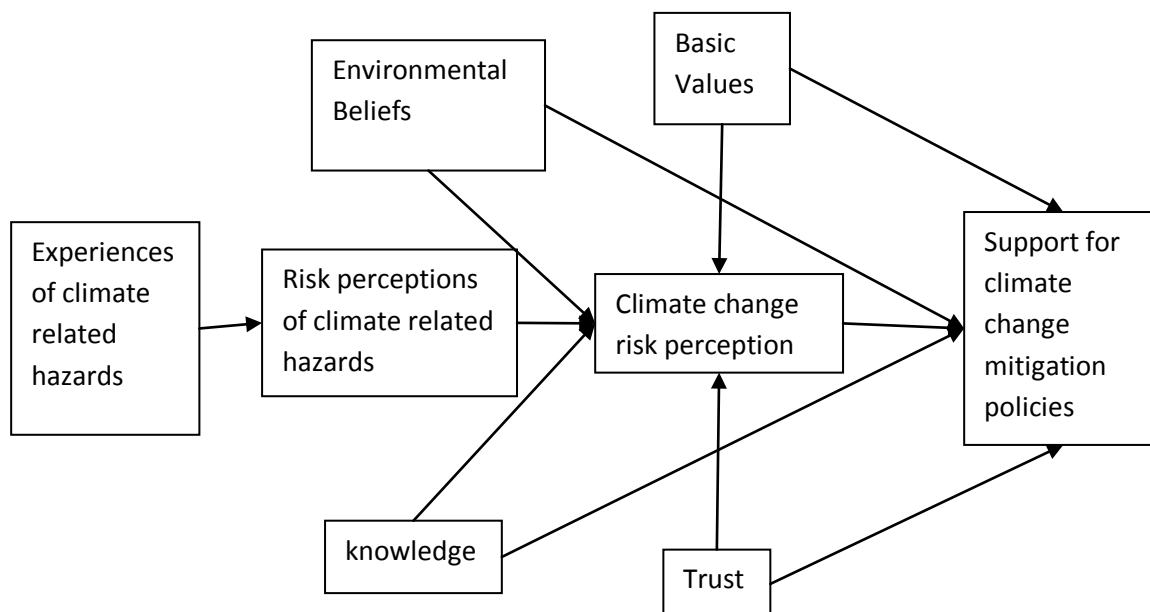 Environmental
Beliefs
Basic
Values
Experiences
of climate
related
hazards
Risk perceptions
of climate related
hazards
Climate change
risk perception
Support for
climate
change
mitigation
policies
knowledge
Trust